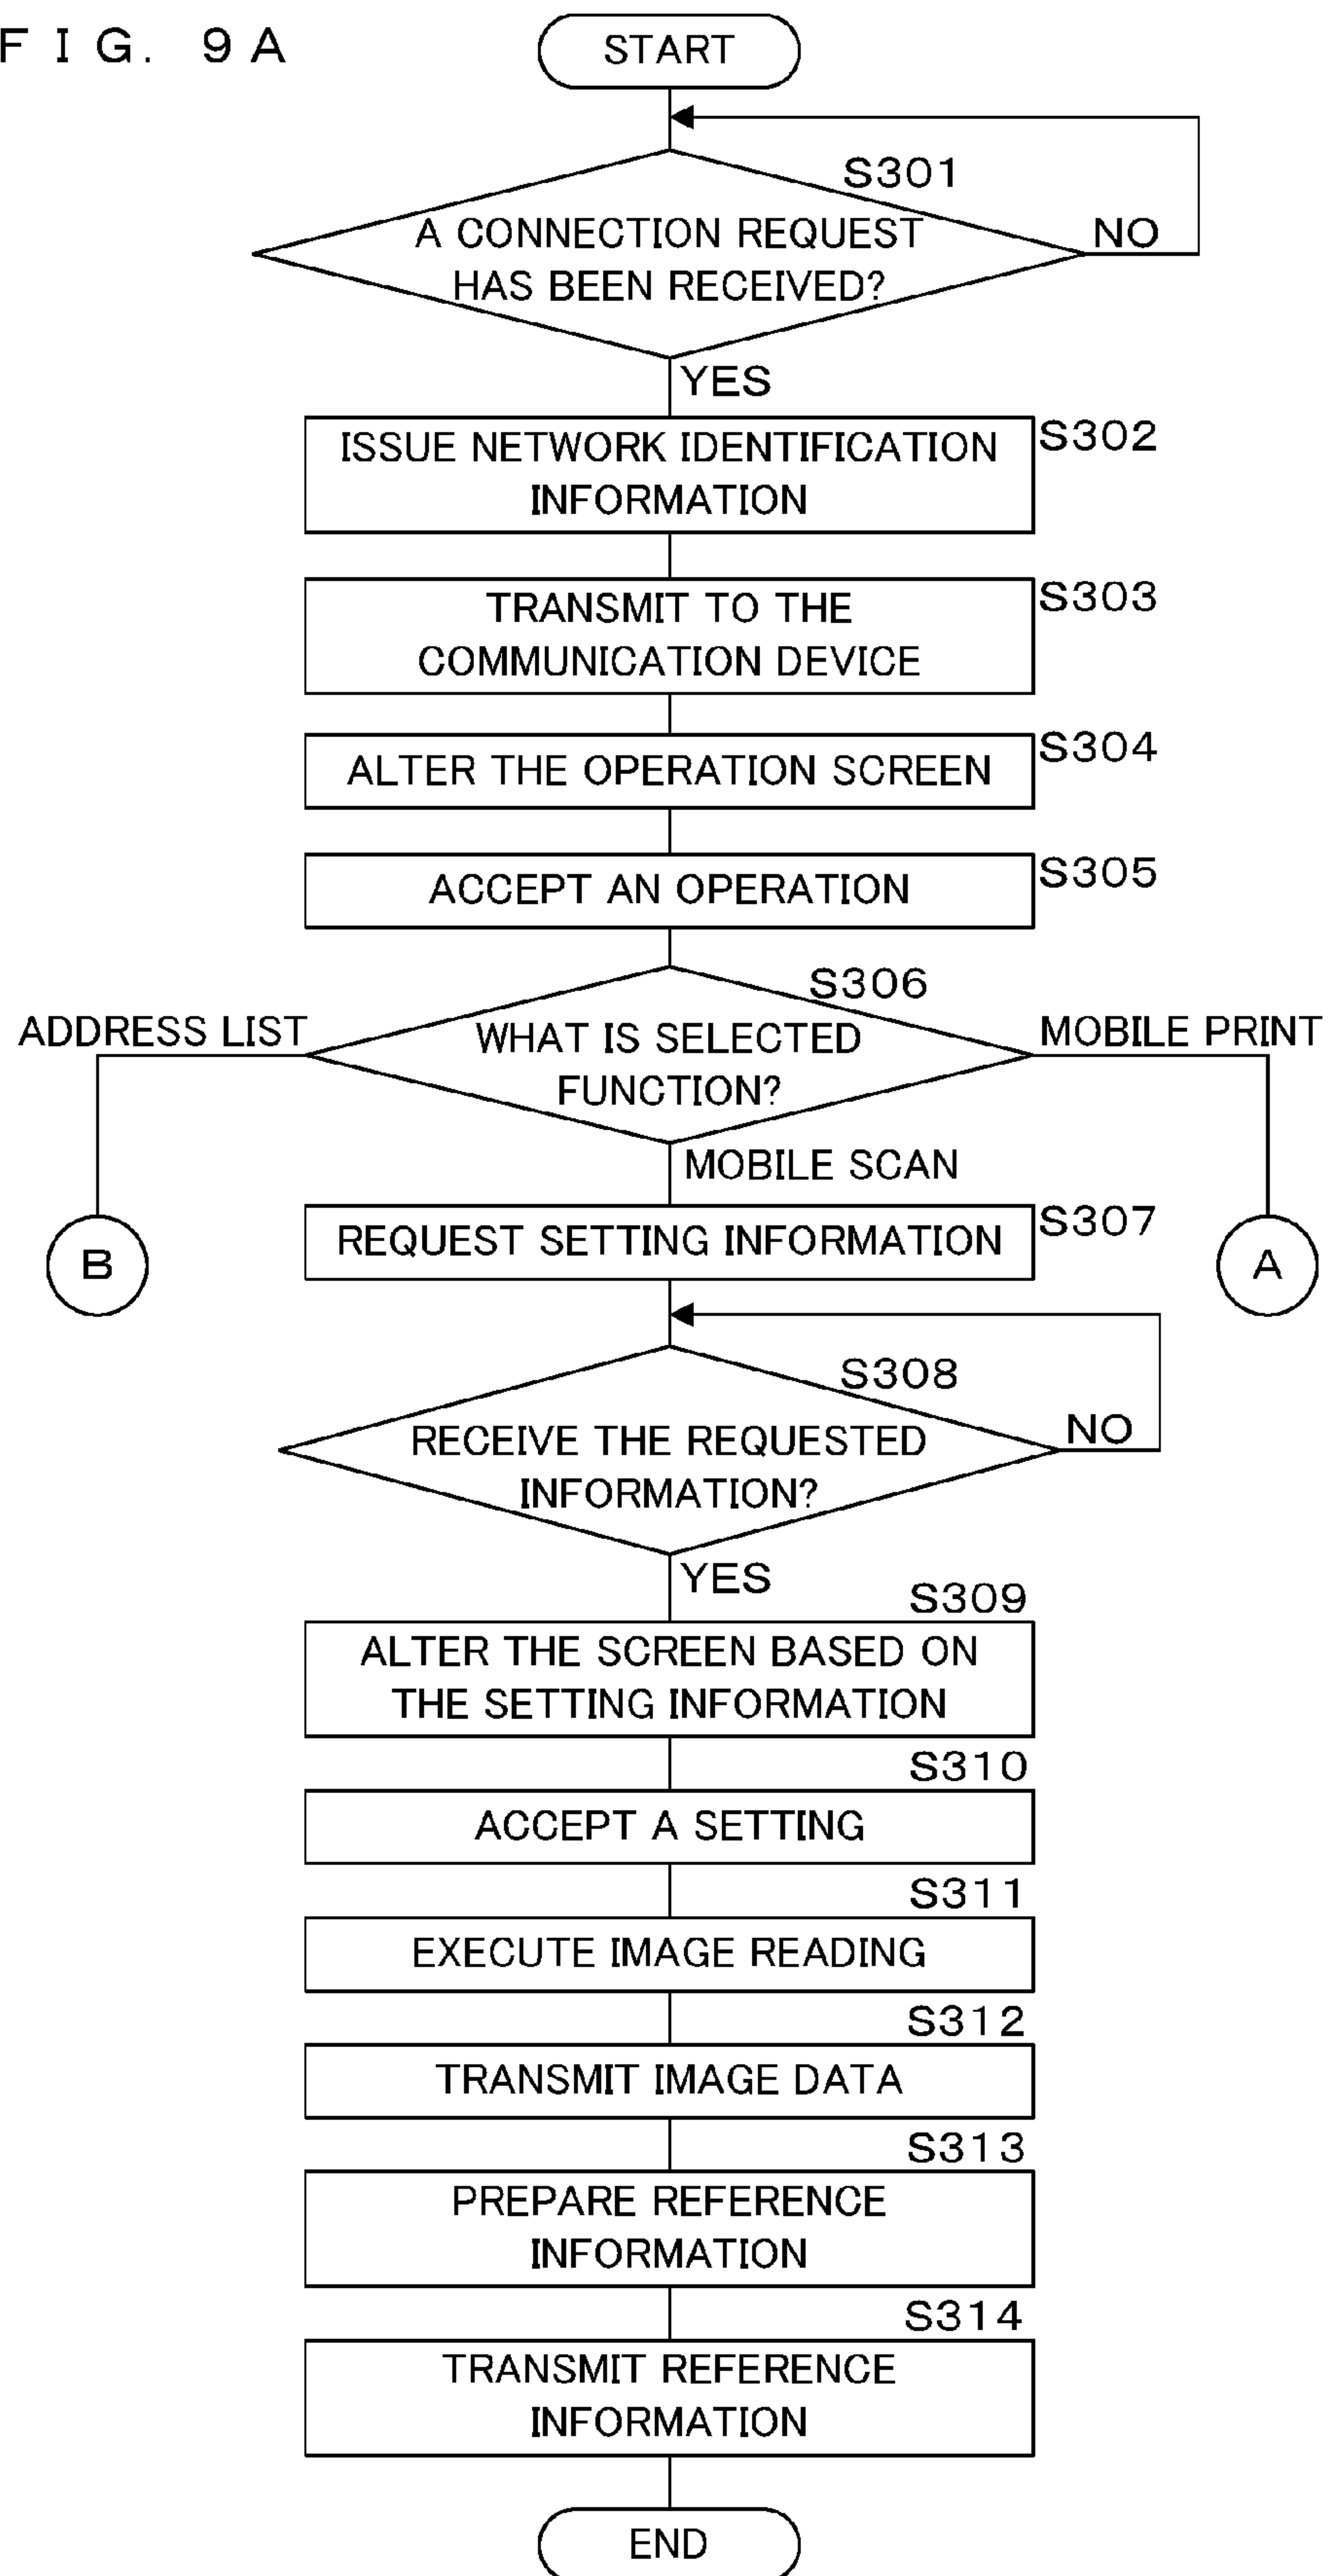 FIG. 9A
START
S301
A CONNECTION REQUEST
HAS BEEN RECEIVED?
NO
YES
ISSUE NETWORK IDENTIFICATION
INFORMATION
S302
TRANSMIT TO THE
COMMUNICATION DEVICE
S303
ALTER THE OPERATION SCREEN
S304
ACCEPT AN OPERATION
S305
S306
ADDRESS LIST
WHAT IS SELECTED
FUNCTION?
MOBILE PRINT
MOBILE SCAN
B
REQUEST SETTING INFORMATION
S307
A
S308
RECEIVE THE REQUESTED
INFORMATION?
NO
YES
S309
ALTER THE SCREEN BASED ON
THE SETTING INFORMATION
S310
ACCEPT A SETTING
S311
EXECUTE IMAGE READING
S312
TRANSMIT IMAGE DATA
S313
PREPARE REFERENCE
INFORMATION
S314
TRANSMIT REFERENCE
INFORMATION
END